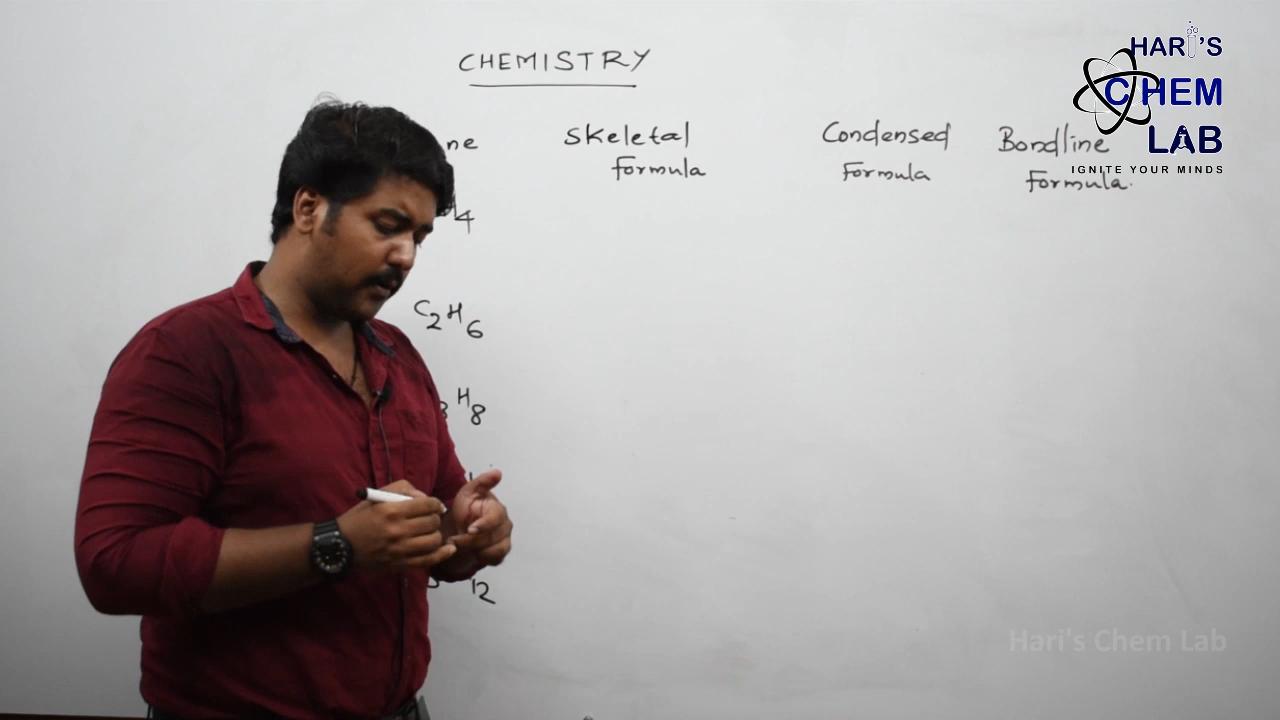 CHEMISTRY
HARI'S
CHEM
LAB
IGNITE YOUR MINDS
ne Skeletal Condensed Bondline
formula Formula Formula.
4
C2H6
3H8
12
Hari's Chem Lab